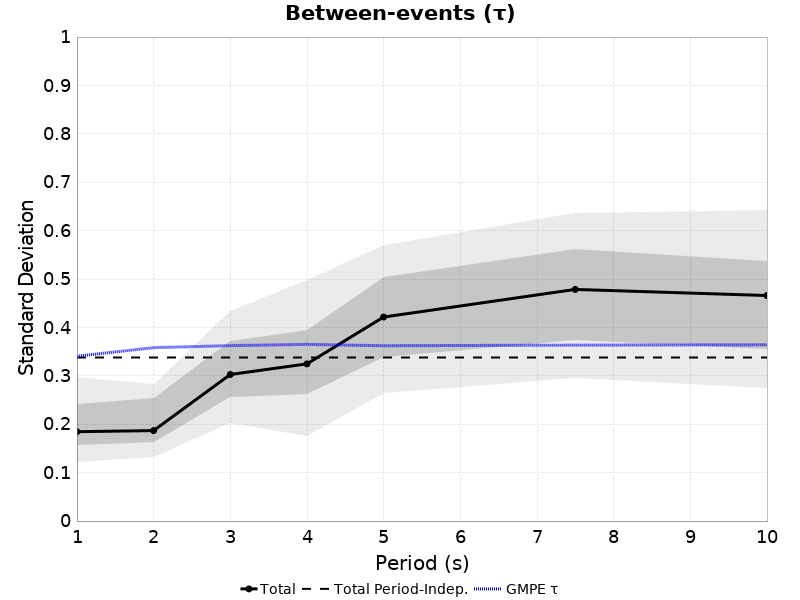 Between-events (τ)
Standard Deviation
1
0.9
0.8
0.7
0.6
0.5
0.4
0.3
0.2
0.1
0
1 2 3 4 5 6 7 8 9 10
Period (s)
Total Total Period-Indep. GMPE τ